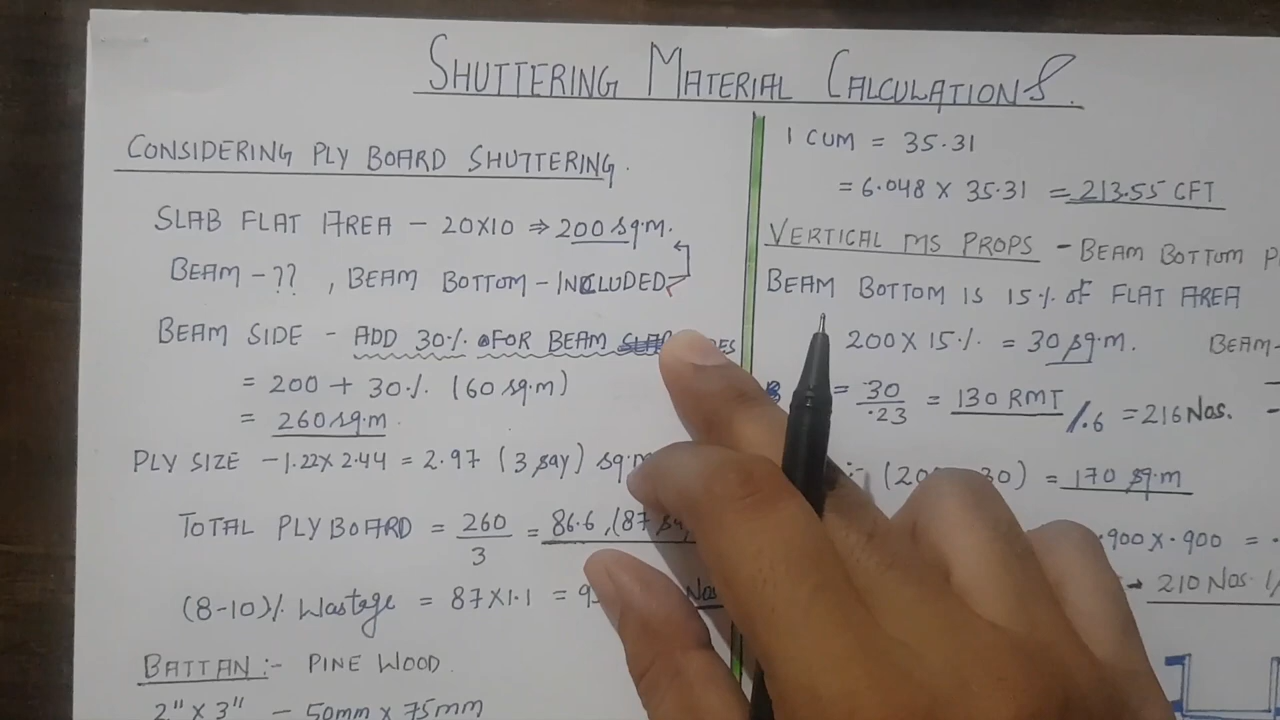 SHUTTERING MATERIAL CALCULATIONS.
CONSIDERING PLY BOARD SHUTTERING.
SLAB FLAT AREA - 20X10 ⇒ 200 sq.m.
BEAM - ?? , BEAM BOTTOM - INCLUDED
BEAM SIDE - ADD 30% FOR BEAM
= 200 + 30% (60 sq.m)
= 260 sq.m
PLY SIZE - 1.22X2.44 = 2.97 (3 say) sq.m
TOTAL PLY BOARD = 260/3 = 86.6, (87
(8-10)% Wastege = 87X1.1 = Nos
BATTAN :- PINE WOOD
2" X 3" - 50mm x 75mm
1 CUM = 35.31
= 6.048 X 35.31 = 213.55 CFT
VERTICAL MS PROPS - BEAM BOTTOM
BEAM BOTTOM IS 15% of FLAT AREA
200 X 15% = 30 sq.m. BEAM-
= 30/.23 = 130 RMT /.6 = 216 Nos.
= 170 sq.m
.900 X .900 =
210 Nos